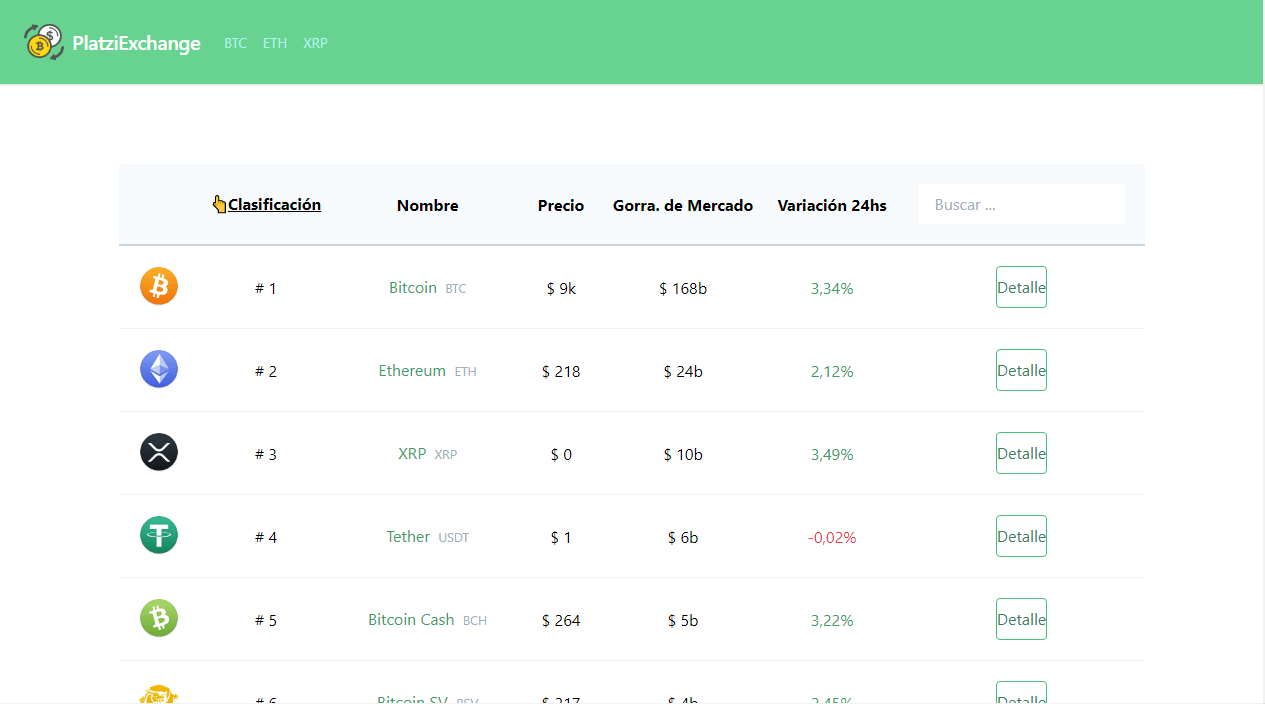 PlatziExchange BTC ETH XRP
Clasificación Nombre Precio Gorra. de Mercado Variación 24hs Buscar ...
# 1 Bitcoin BTC $ 9k $ 168b 3,34% Detalle
# 2 Ethereum ETH $ 218 $ 24b 2,12% Detalle
# 3 XRP XRP $ 0 $ 10b 3,49% Detalle
# 4 Tether USDT $ 1 $ 6b -0,02% Detalle
# 5 Bitcoin Cash BCH $ 264 $ 5b 3,22% Detalle
# 6 Bitcoin SV BSV $ 217 $ 4b 2,45% Detalle